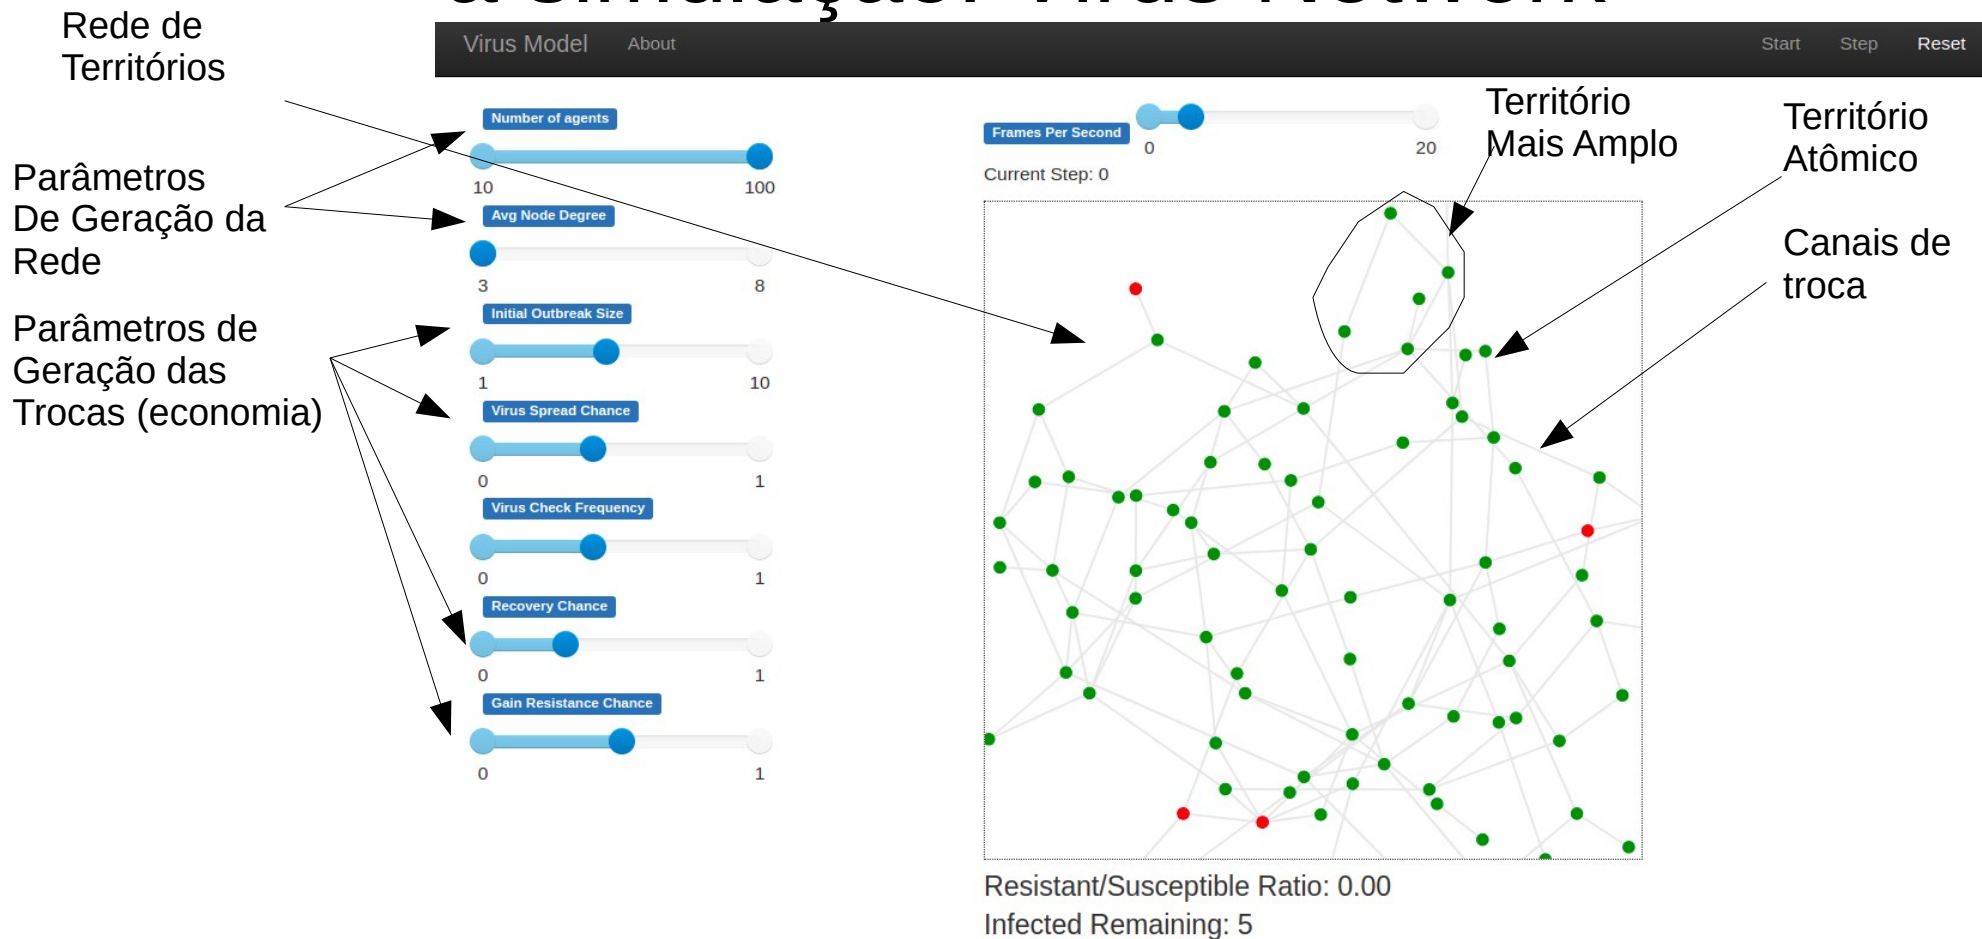 a Simulação: Virus Network
Rede de
Territórios
Virus Model About Start Step Reset
Parâmetros
De Geração da
Rede
Parâmetros de
Geração das
Trocas (economia)
Number of agents
10 100
Avg Node Degree
3 8
Initial Outbreak Size
1 10
Virus Spread Chance
0 1
Virus Check Frequency
0 1
Recovery Chance
0 1
Gain Resistance Chance
0 1
Frames Per Second
0 20
Current Step: 0
Território
Mais Amplo
Território
Atômico
Canais de
troca
Resistant/Susceptible Ratio: 0.00
Infected Remaining: 5